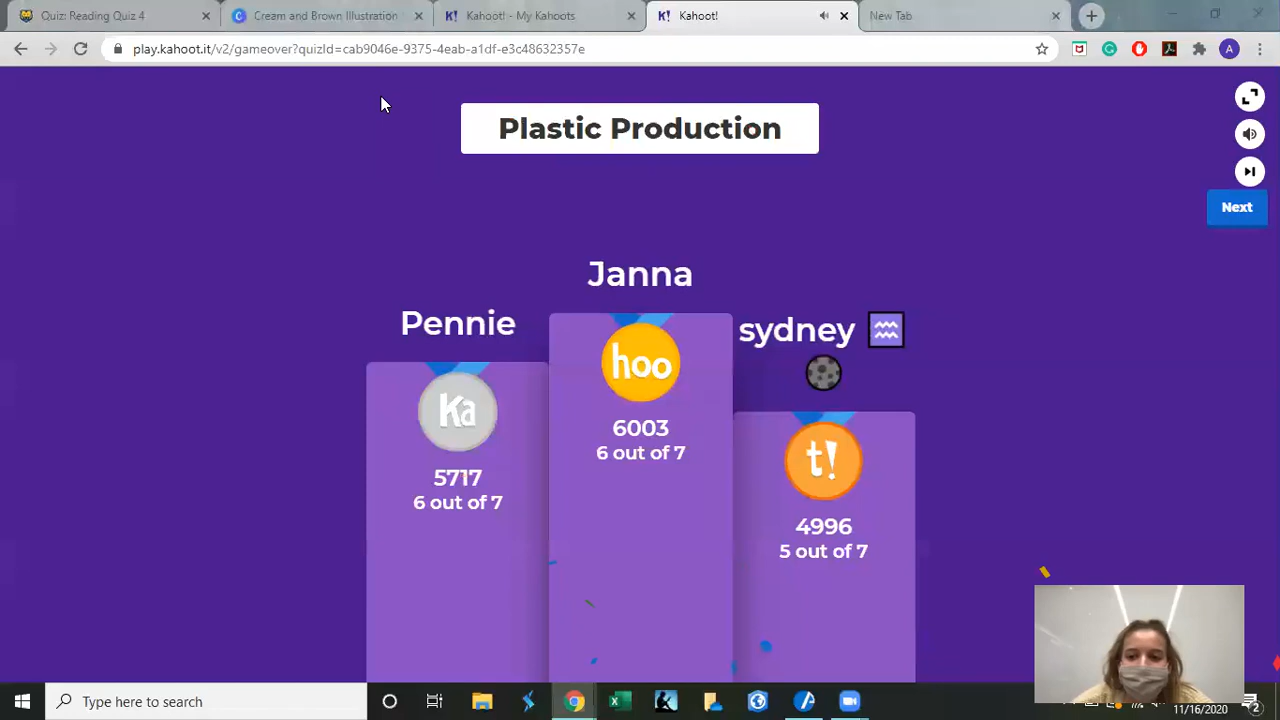 Quiz: Reading Quiz 4
Cream and Brown Illustration
Kahoot! - My Kahoots
Kahoot!
New Tab
play.kahoot.it/v2/gameover?quizId=cab9046e-9375-4eab-a1df-e3c48632357e
A
Plastic Production
Next
Janna
Pennie
sydney
hoo
Ka
t!
6003
6 out of 7
5717
6 out of 7
4996
5 out of 7
Type here to search
11/16/2020
2